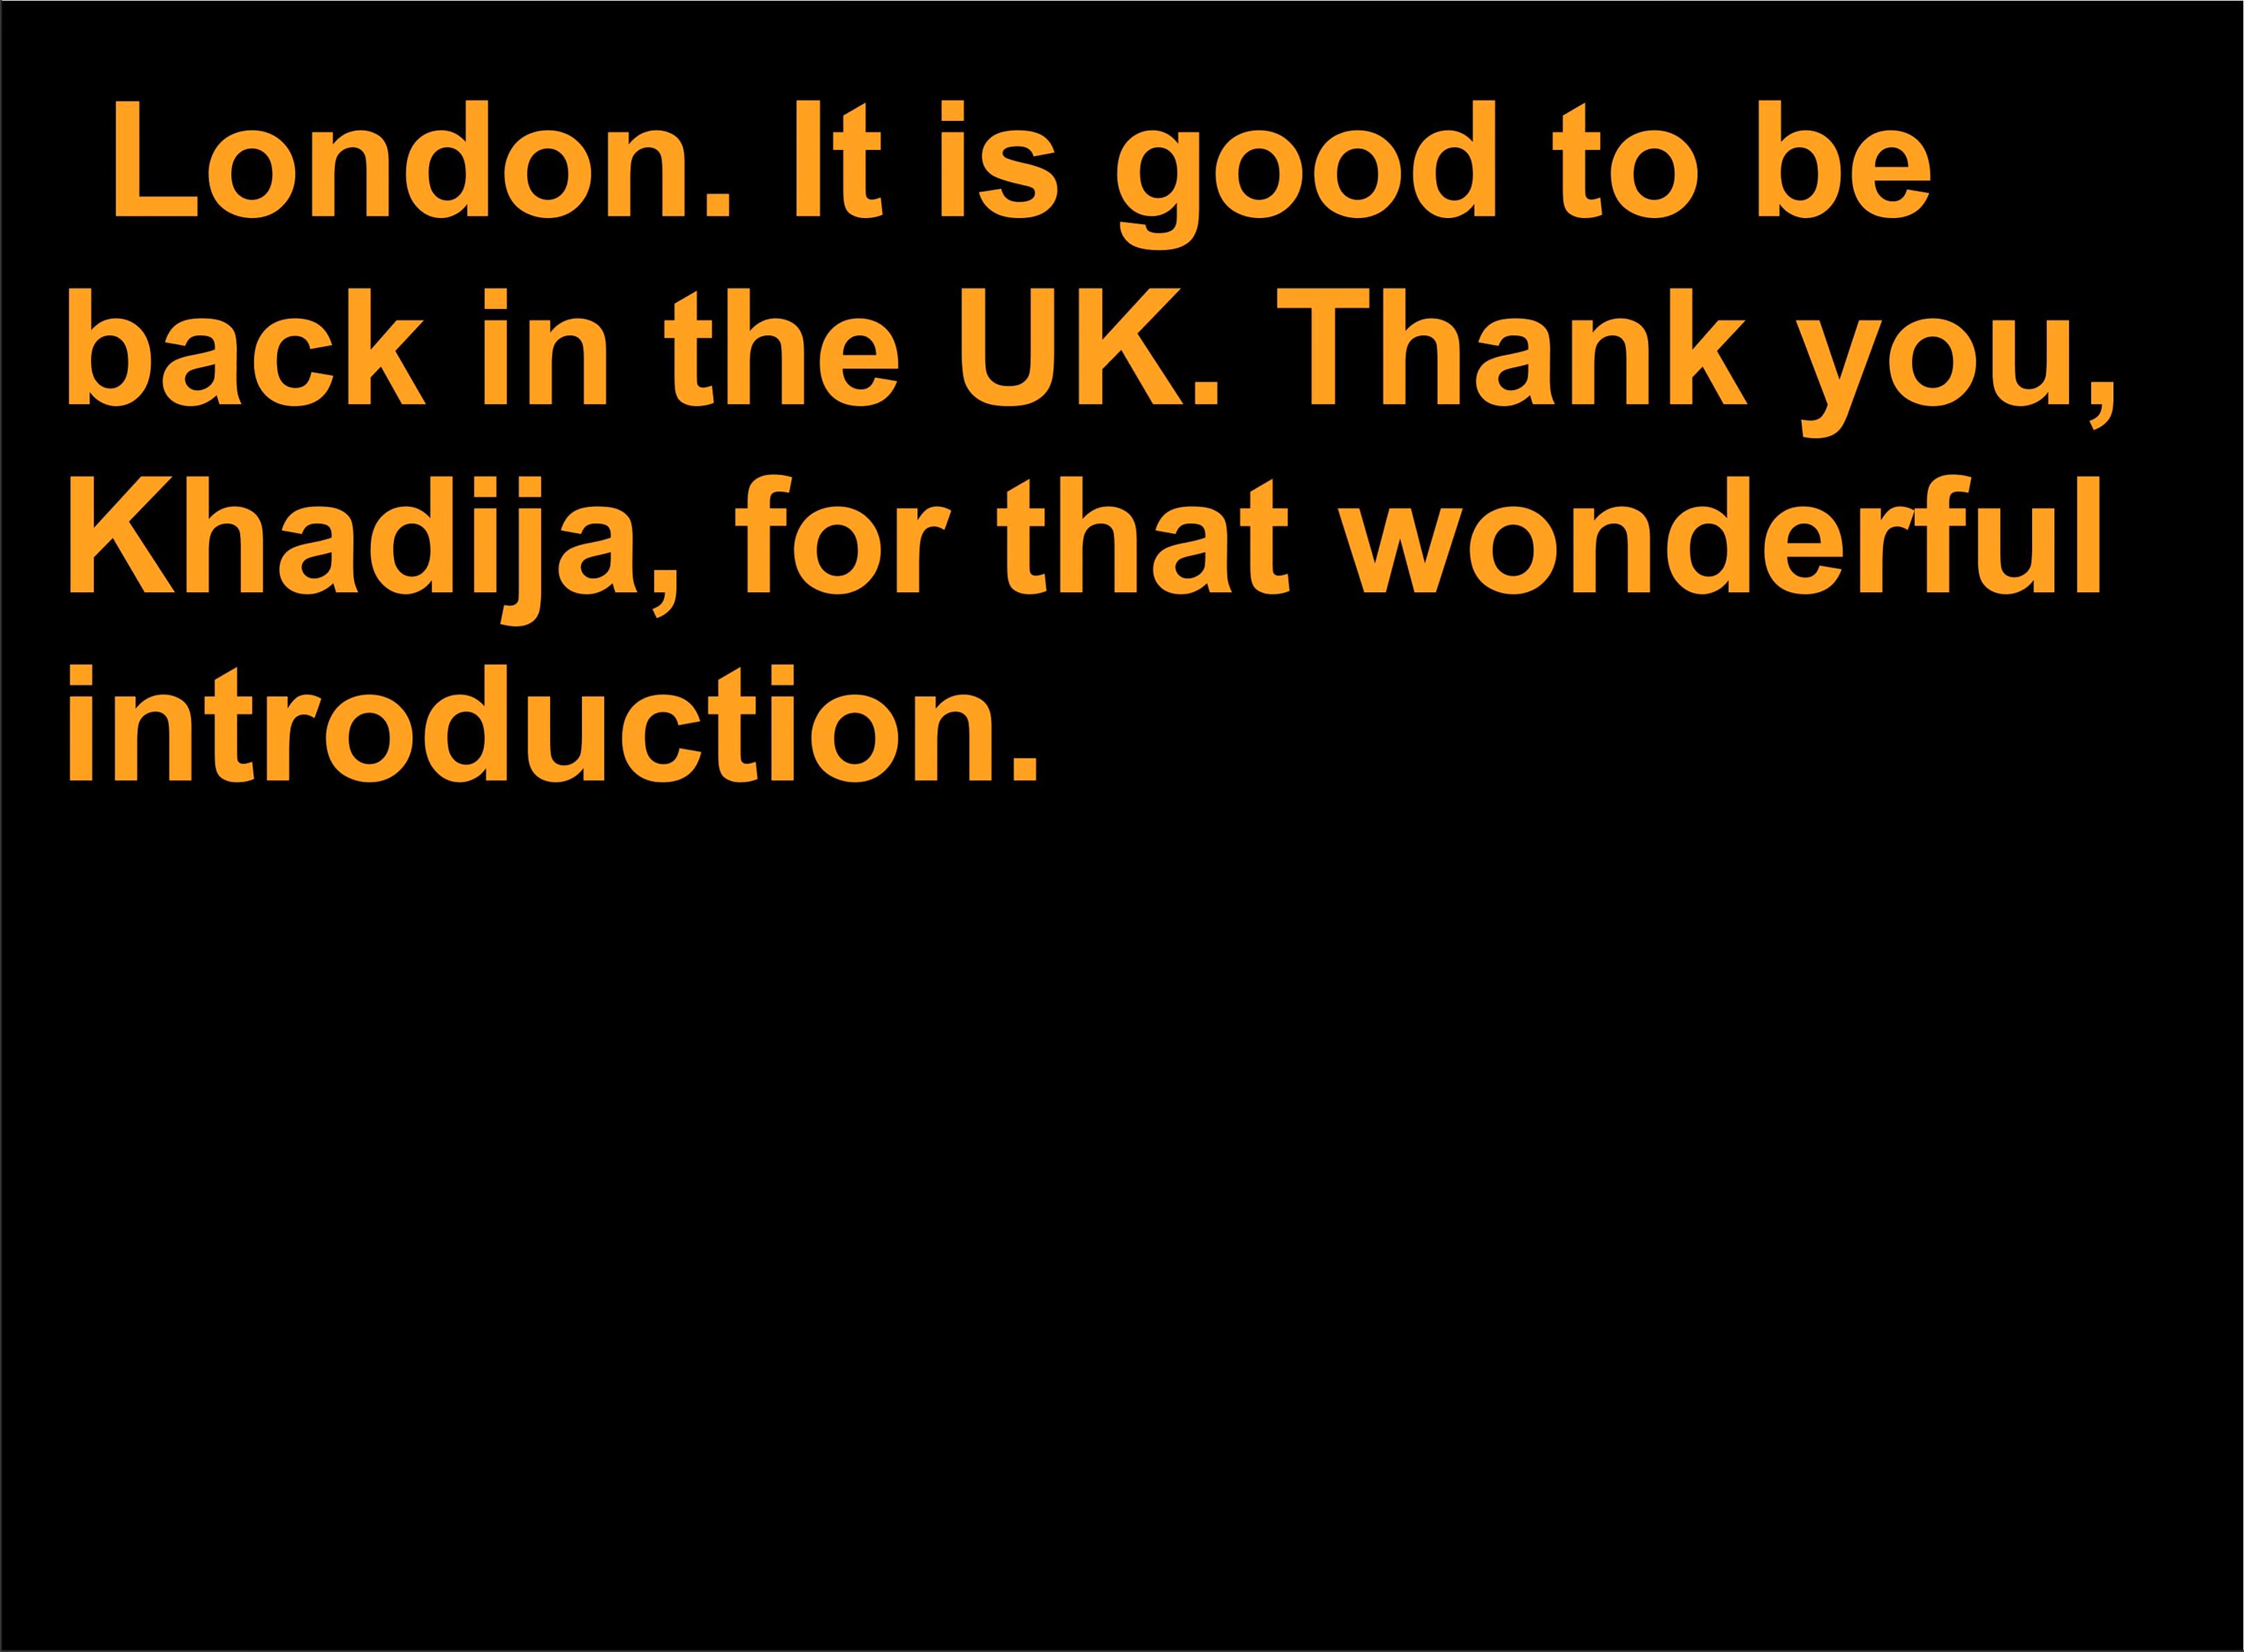 London. It is good to be
back in the UK. Thank you,
Khadija, for that wonderful
introduction.